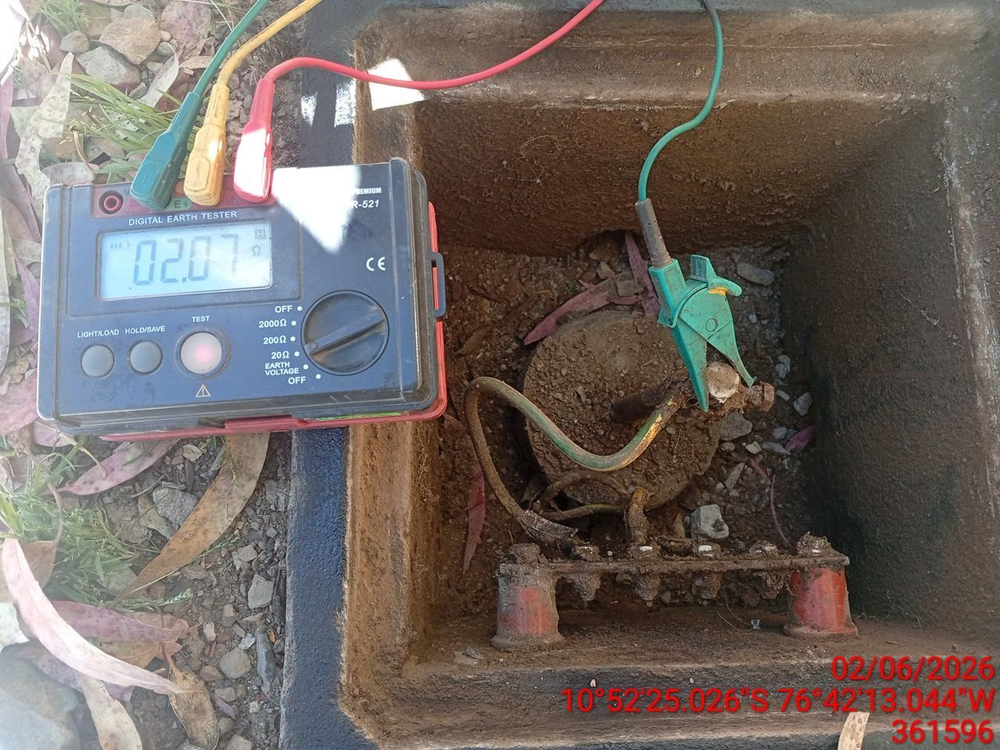 E
DIGITAL EARTH TESTER
R-521
02.07
H
Ω
CE
LIGHT/LOAD
HOLD/SAVE
TEST
OFF
2000Ω
200Ω
20Ω
EARTH VOLTAGE
OFF
02/06/2026
10°52'25.026"S 76°42'13.044"W
361596